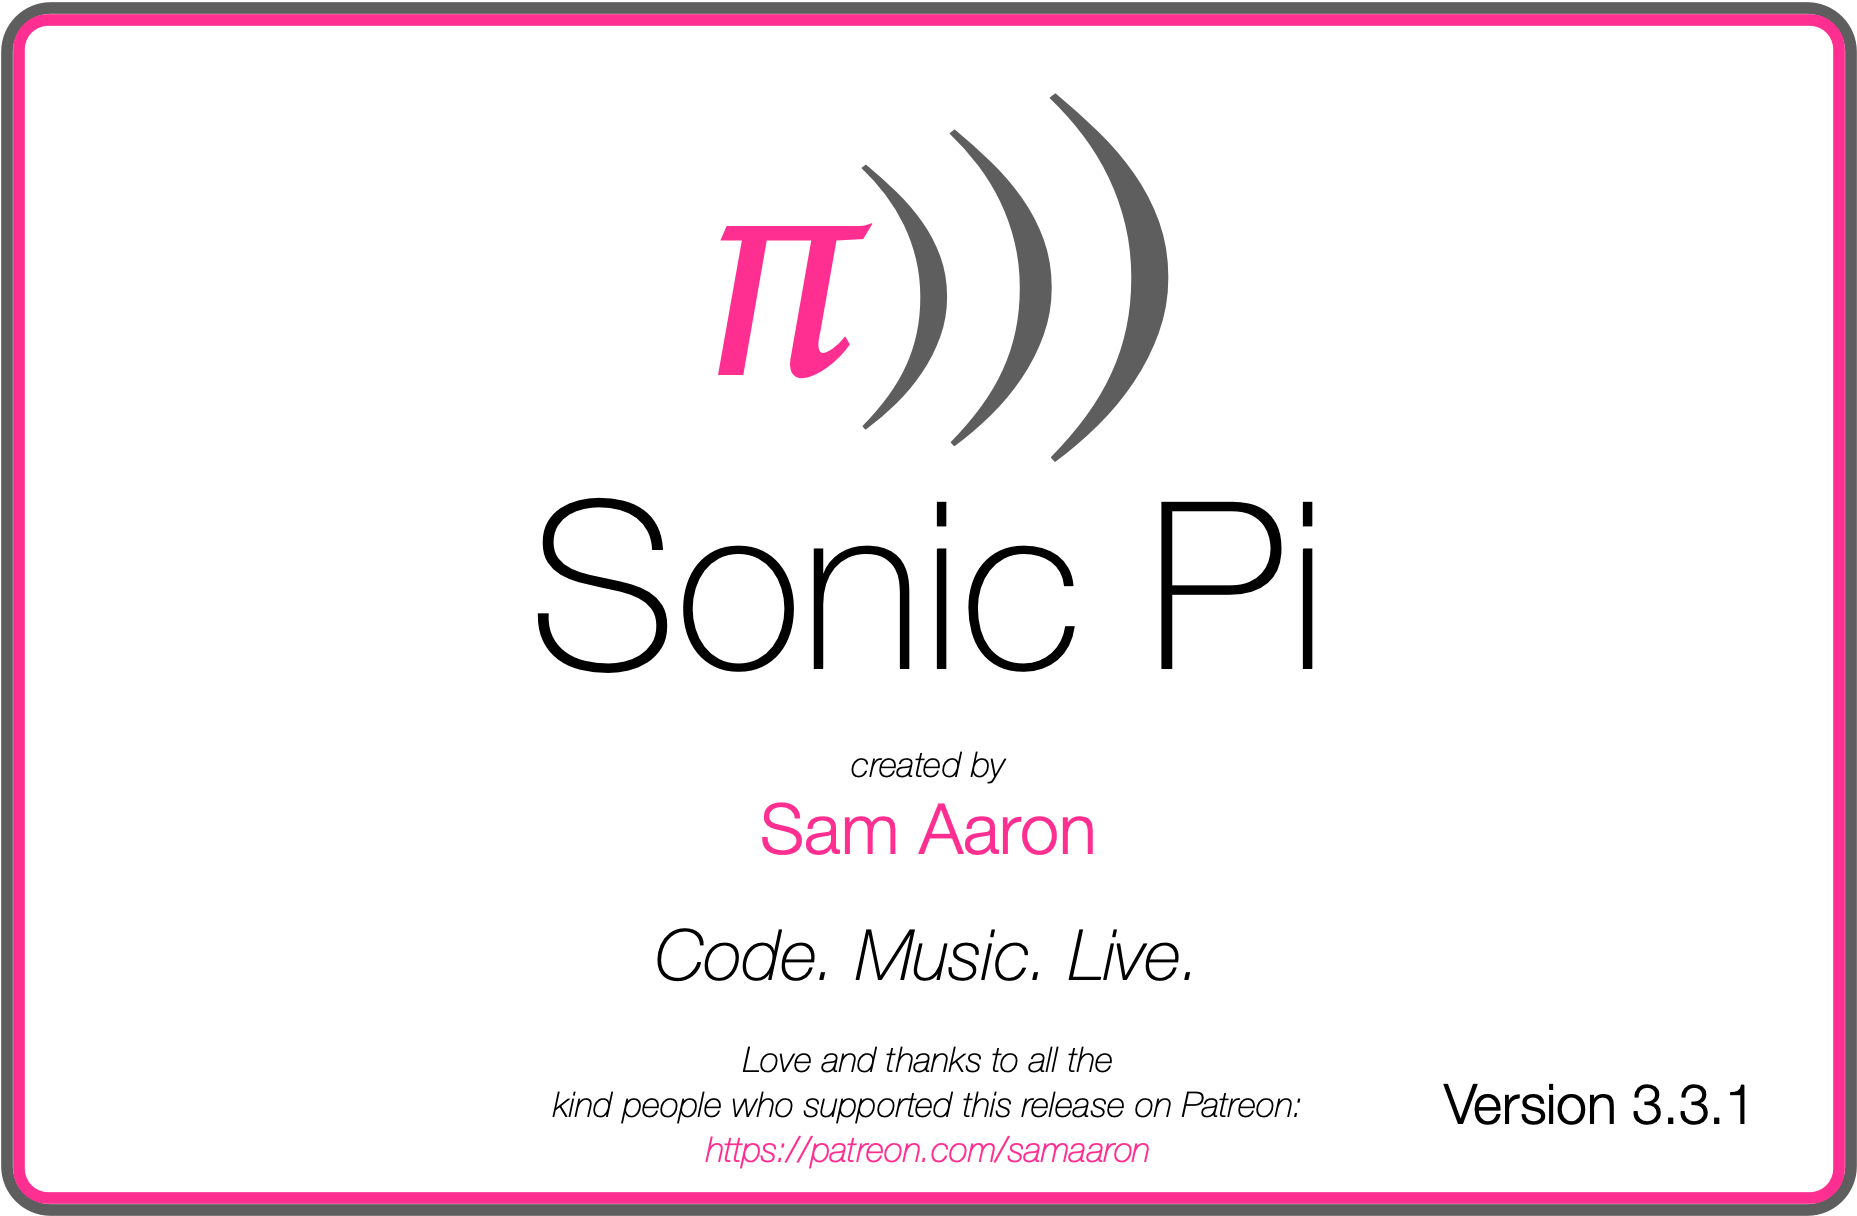 π
Sonic Pi
created by
Sam Aaron
Code. Music. Live.
Love and thanks to all the
kind people who supported this release on Patreon:
https://patreon.com/samaaron
Version 3.3.1